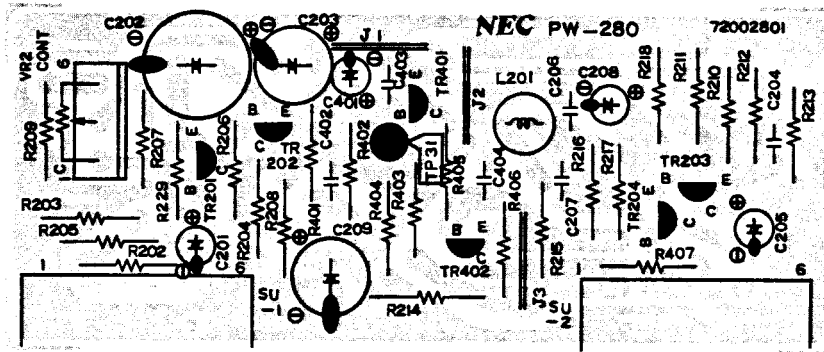 C202
C203
J1
NEC PW-280
72002801
VR2
CONT
6
C
1
R209
R207
R229
E
B
TR201
R206
C
B
E
C
TR
202
C402
C401
R402
C403
TR401
E
B
C
J2
TP31
R405
L201
C206
C208
R218
R211
R210
R212
C204
R213
R216
R217
C404
R406
C207
TR204
TR203
E
B
C
B
E
C
R203
R205
R202
C201
R204
R208
R401
R404
R403
C209
B
E
C
TR402
R215
R407
C205
1
6
SU
-1
R214
J3
SU
-2
1
6